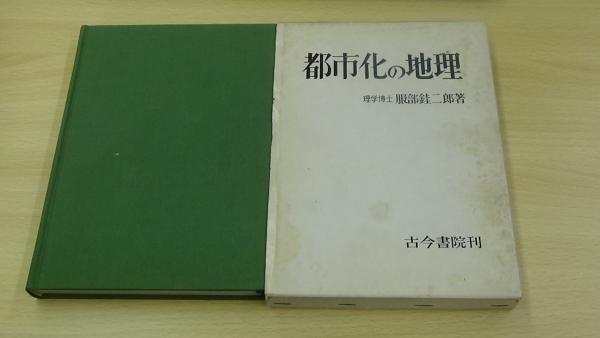 都市化の地理
理学博士 服部銈二郎著
古今書院刊